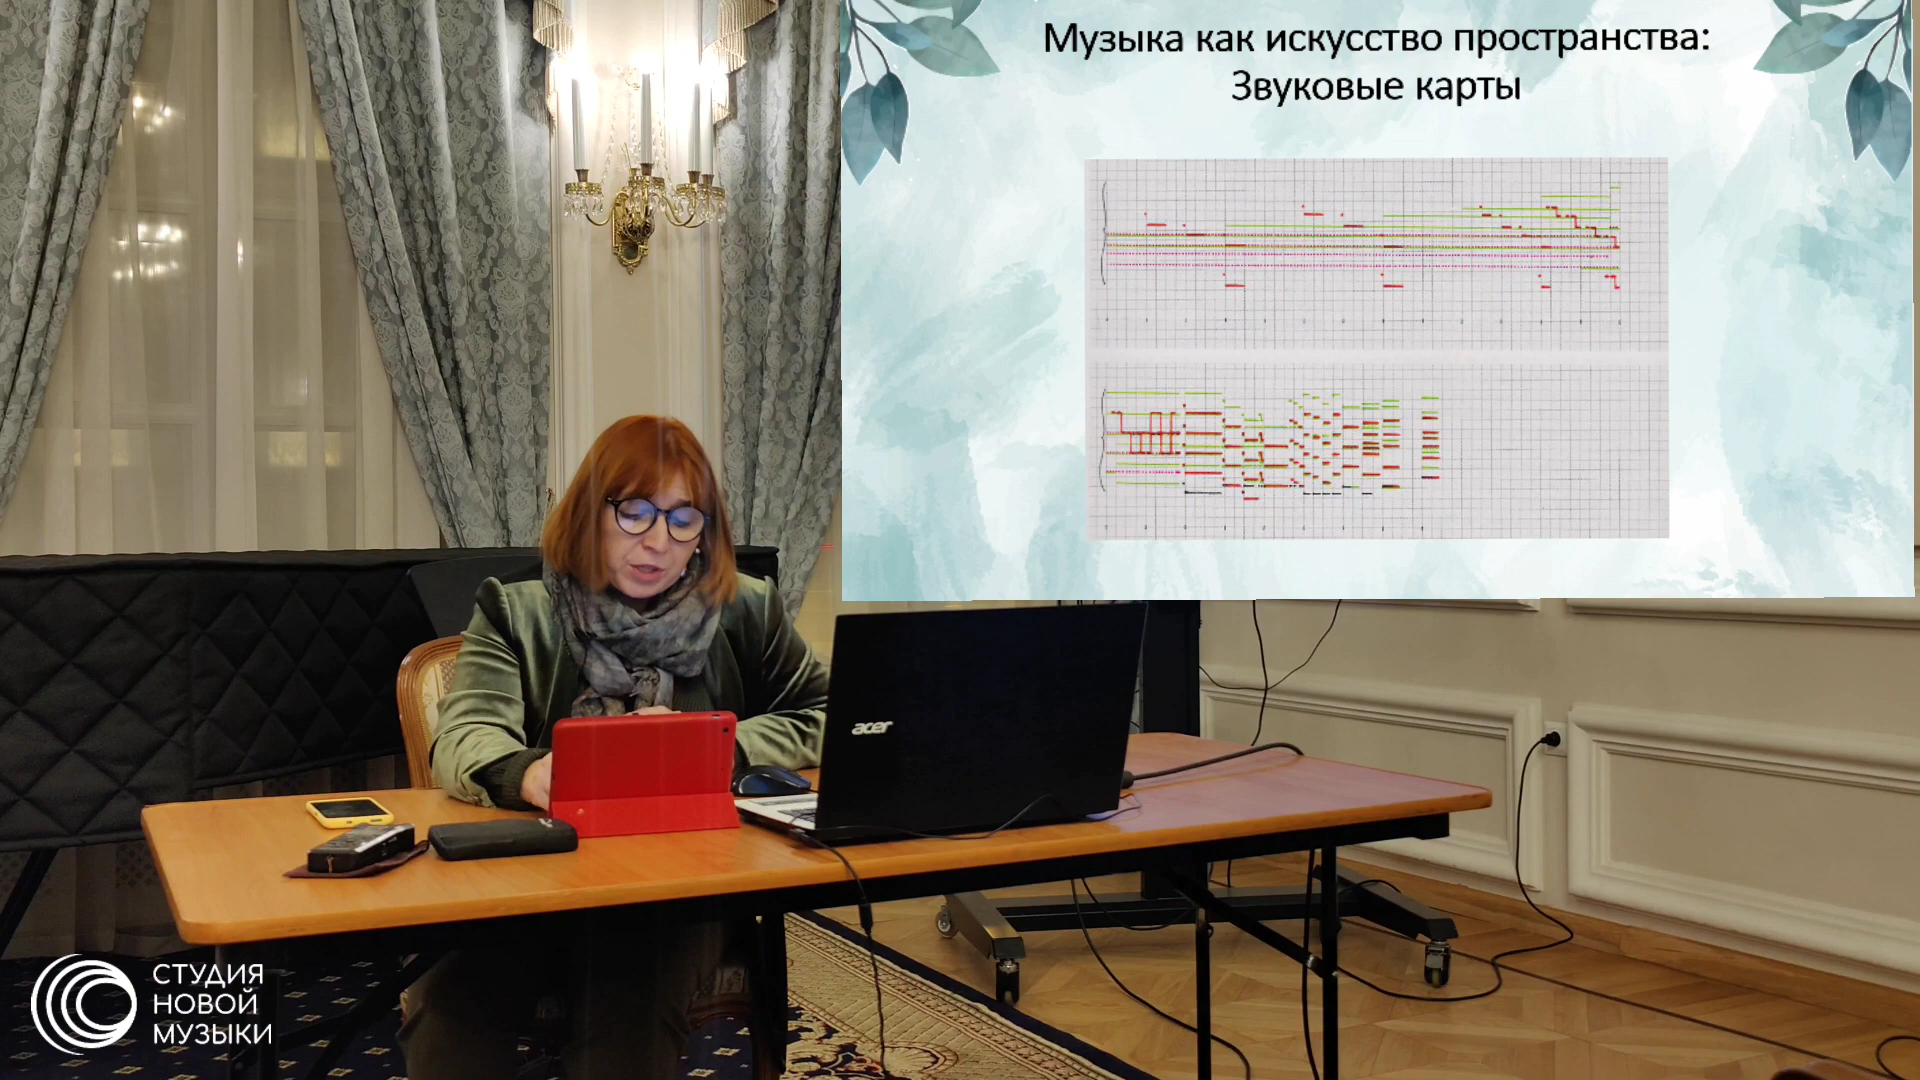 Музыка как искусство пространства:
Звуковые карты
acer
СТУДИЯ
НОВОЙ
МУЗЫКИ